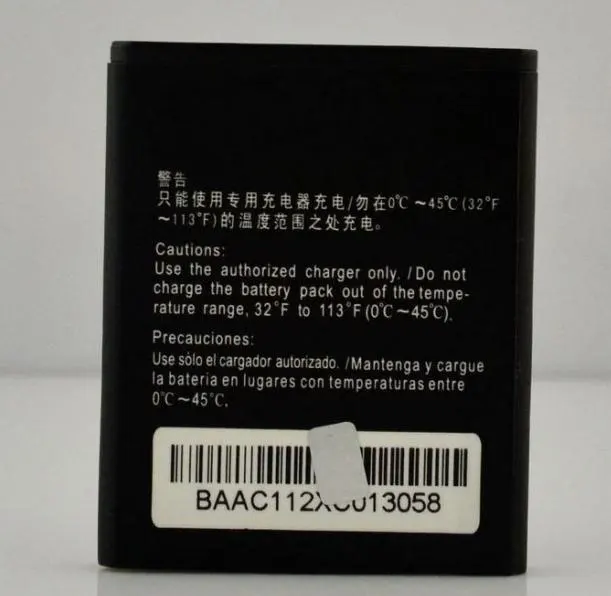 警告
只能使用专用充电器充电/勿在0℃～45℃(32°F
～113°F)的温度范围之处充电。
Cautions:
Use the authorized charger only. /Do not
charge the battery pack out of the tempe-
rature range, 32°F to 113°F(0℃～45℃).
Precauciones:
Use sólo el cargador autorizado. /Mantenga y cargue
la bateria en lugares con temperaturas entre
0℃～45℃.